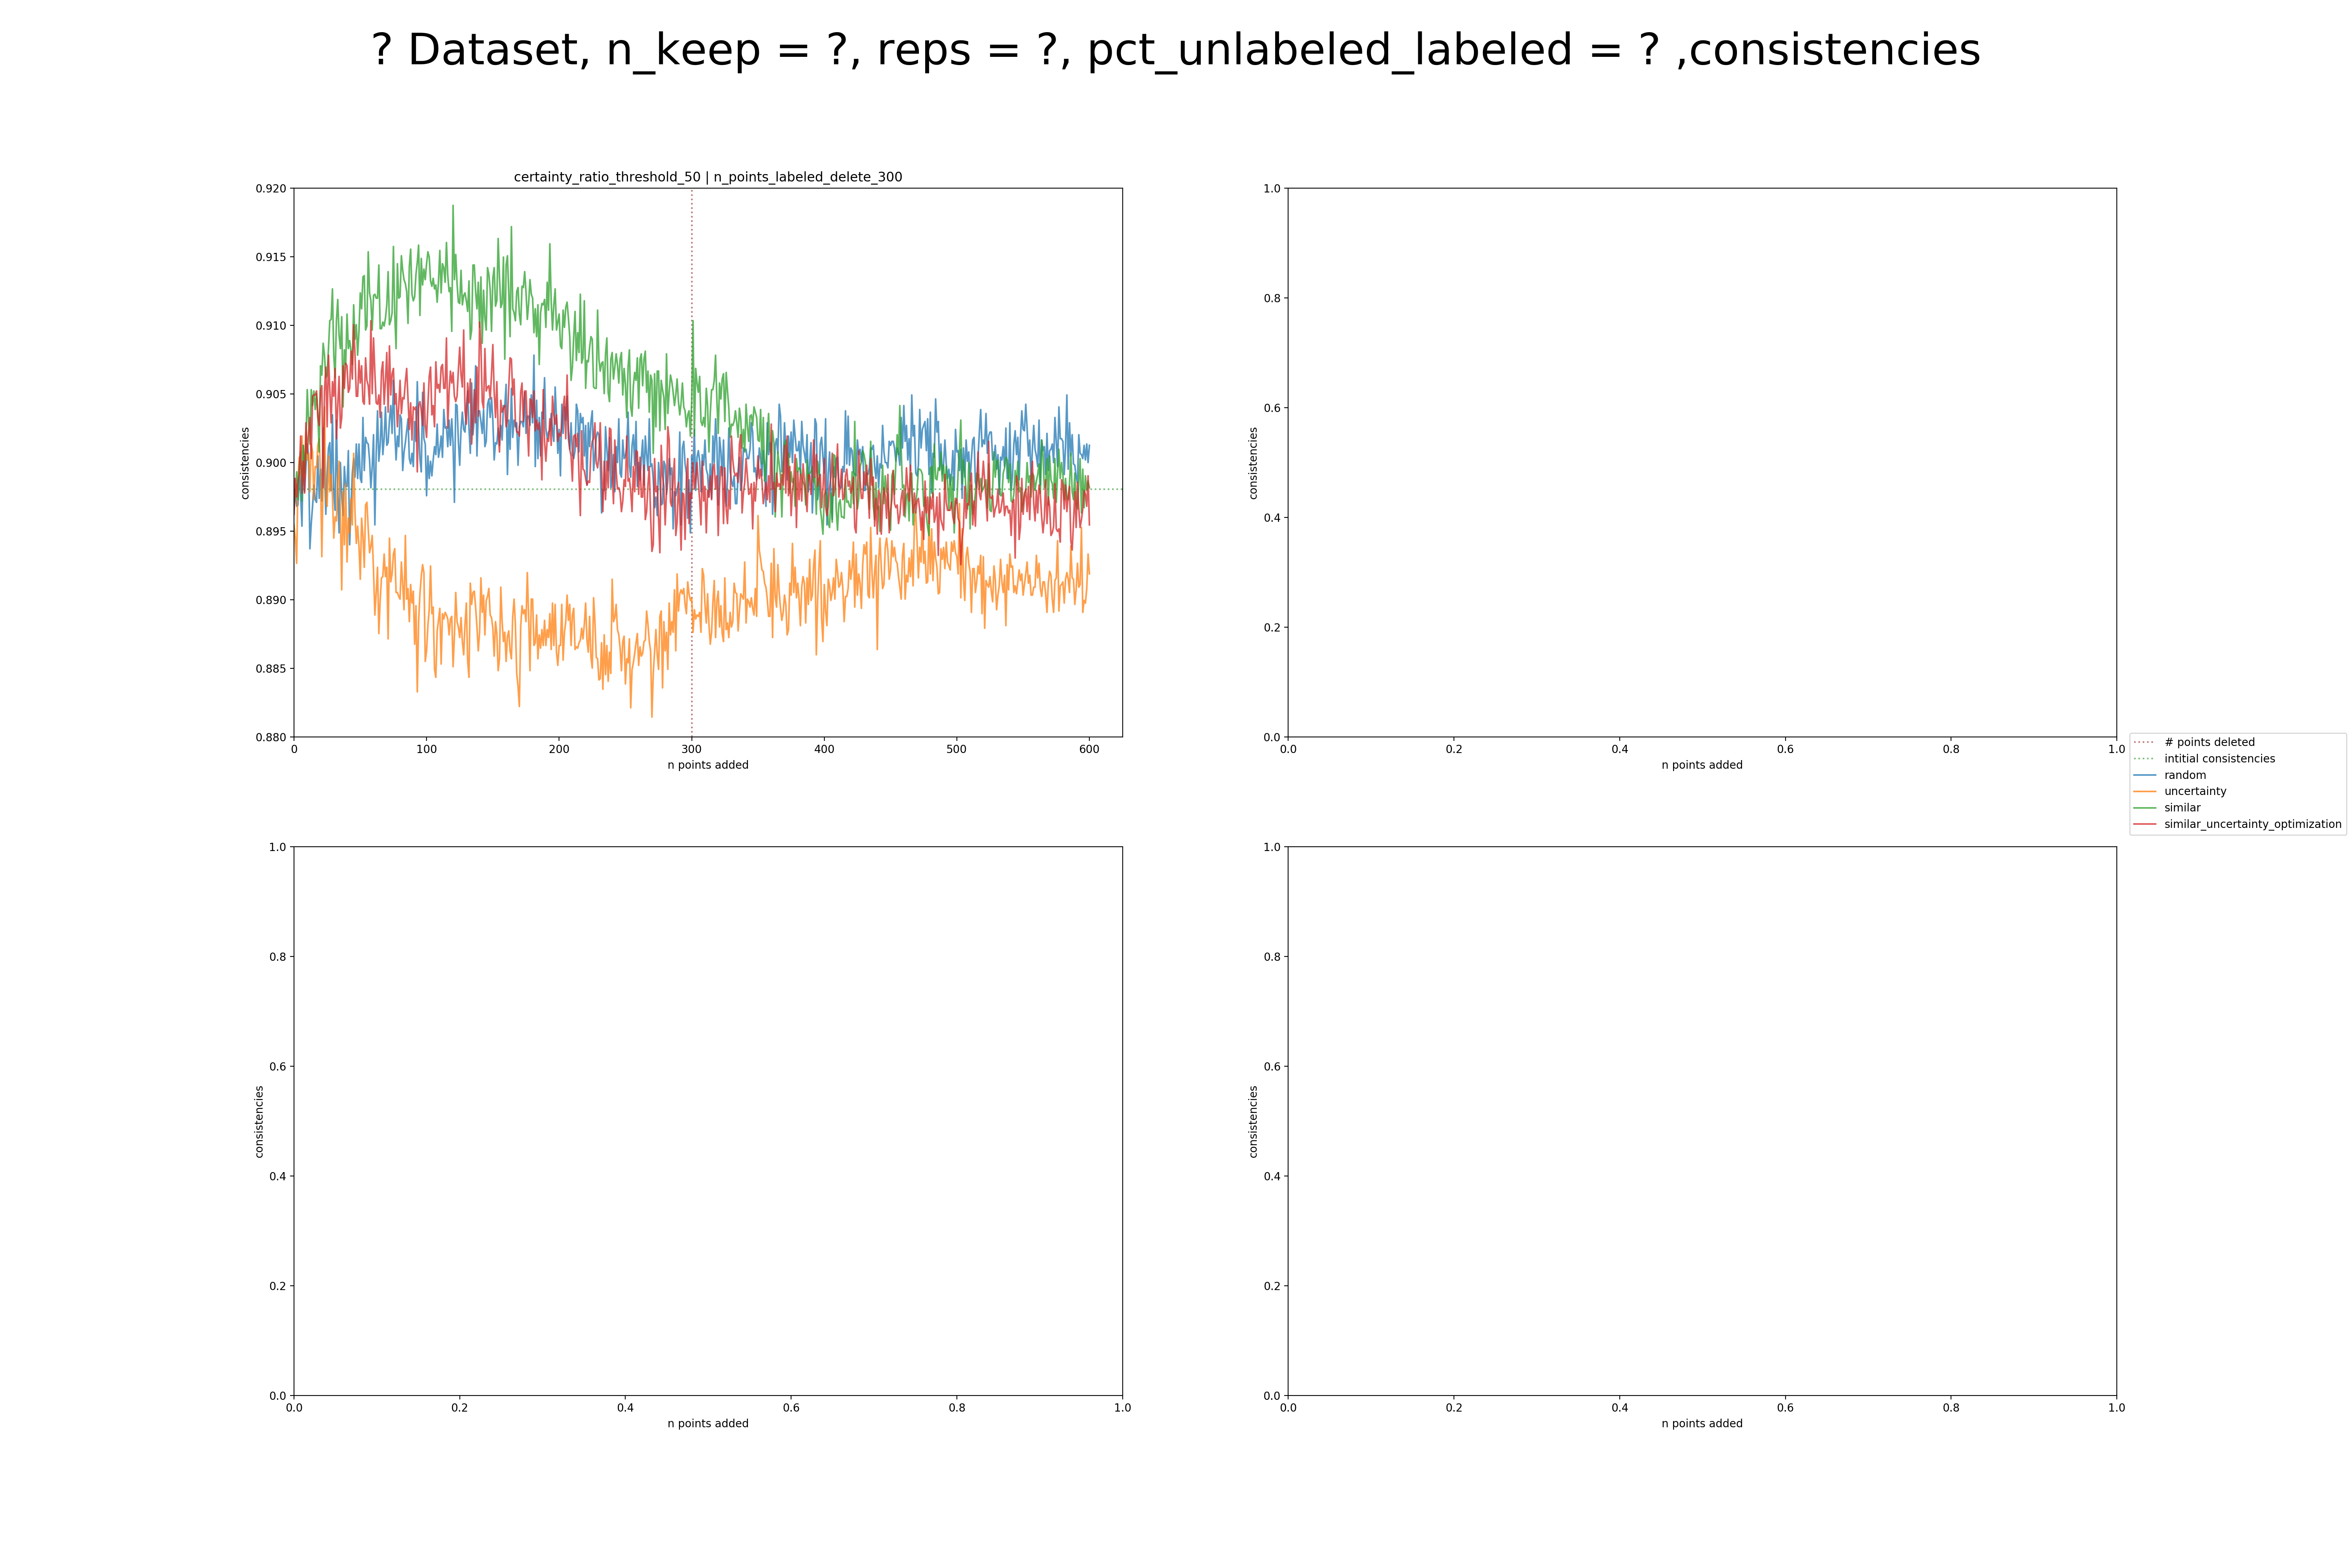 ? Dataset, n_keep = ?, reps = ?, pct_unlabeled_labeled = ? ,consistencies
certainty_ratio_threshold_50 | n_points_labeled_delete_300
0.920
0.915
0.910
0.905
0.900
0.895
0.890
0.885
0.880
consistencies
0 100 200 300 400 500 600
n points added
1.0
0.8
0.6
0.4
0.2
0.0
consistencies
0.0 0.2 0.4 0.6 0.8 1.0
n points added
# points deleted
intitial consistencies
random
uncertainty
similar
similar_uncertainty_optimization
1.0
0.8
0.6
0.4
0.2
0.0
consistencies
0.0 0.2 0.4 0.6 0.8 1.0
n points added
1.0
0.8
0.6
0.4
0.2
0.0
consistencies
0.0 0.2 0.4 0.6 0.8 1.0
n points added